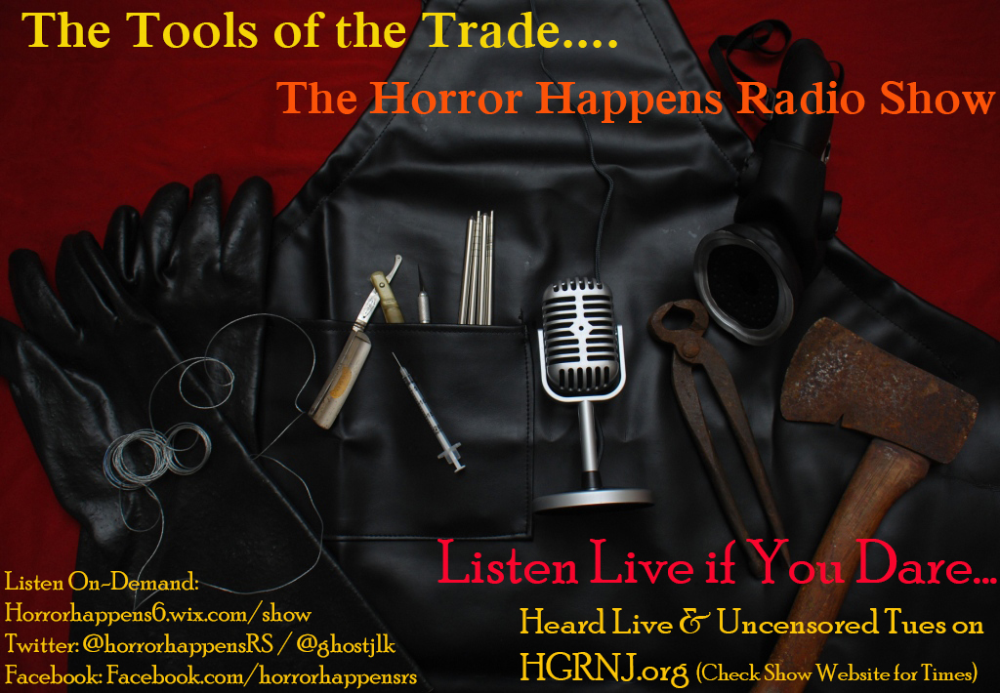 The Tools of the Trade....
The Horror Happens Radio Show
Listen Live if You Dare...
Listen On-Demand:
Horrorhappens6.wix.com/show
Twitter: @horrorhappensRS / @ghostjlk
Facebook: Facebook.com/horrorhappensrs
Heard Live & Uncensored Tues on
HGRNJ.org (Check Show Website for Times)